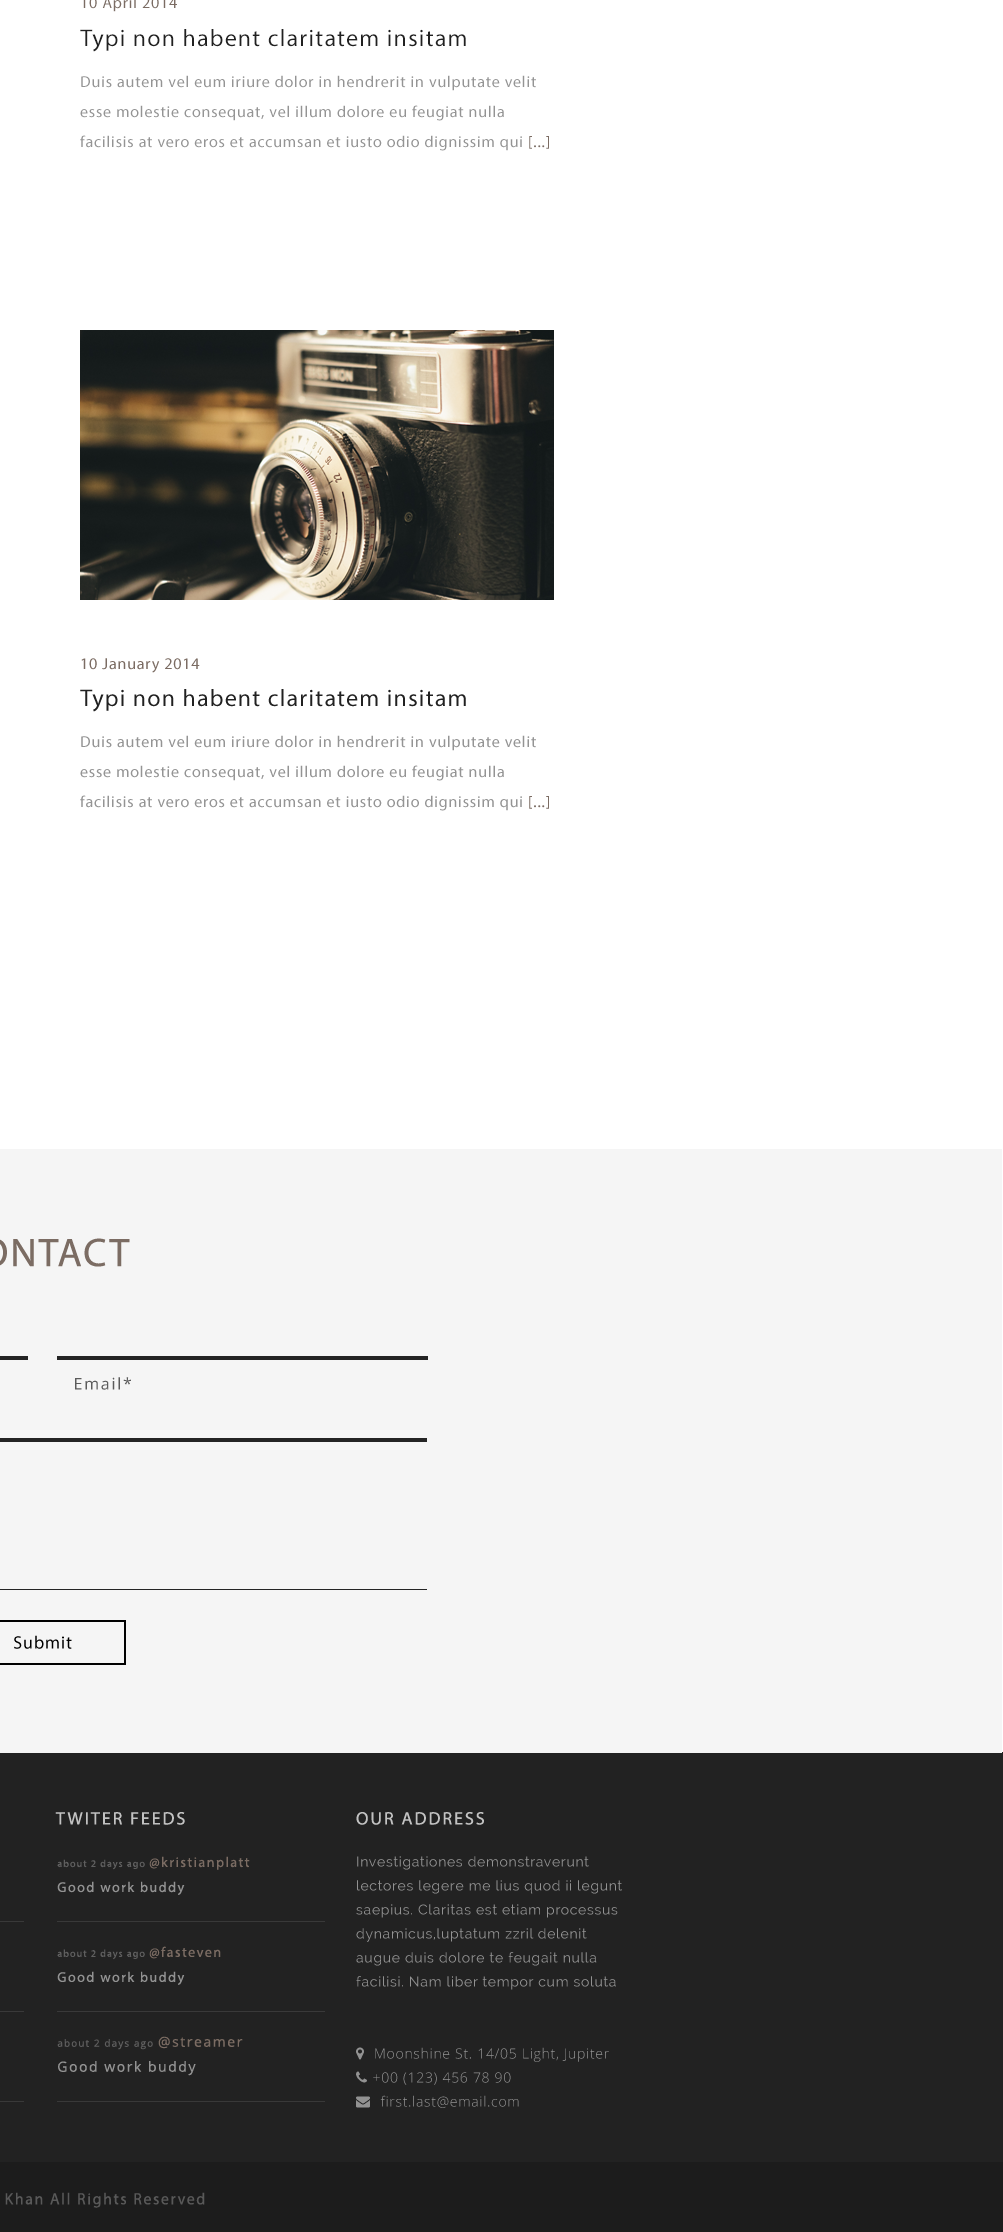 10 April 2014
Typi non habent claritatem insitam
Duis autem vel eum iriure dolor in hendrerit in vulputate velit
esse molestie consequat, vel illum dolore eu feugiat nulla
facilisis at vero eros et accumsan et iusto odio dignissim qui [...]
ZEISS IKON
10 January 2014
Typi non habent claritatem insitam
Duis autem vel eum iriure dolor in hendrerit in vulputate velit
esse molestie consequat, vel illum dolore eu feugiat nulla
facilisis at vero eros et accumsan et iusto odio dignissim qui [...]
ONTACT
Email*
Submit
TWITER FEEDS
about 2 days ago @kristianplatt
Good work buddy
about 2 days ago @fasteven
Good work buddy
about 2 days ago @streamer
Good work buddy
OUR ADDRESS
Investigationes demonstraverunt
lectores legere me lius quod ii legunt
saepius. Claritas est etiam processus
dynamicus,luptatum zzril delenit
augue duis dolore te feugait nulla
facilisi. Nam liber tempor cum soluta
Moonshine St. 14/05 Light, Jupiter
+00 (123) 456 78 90
first.last@email.com
Khan All Rights Reserved